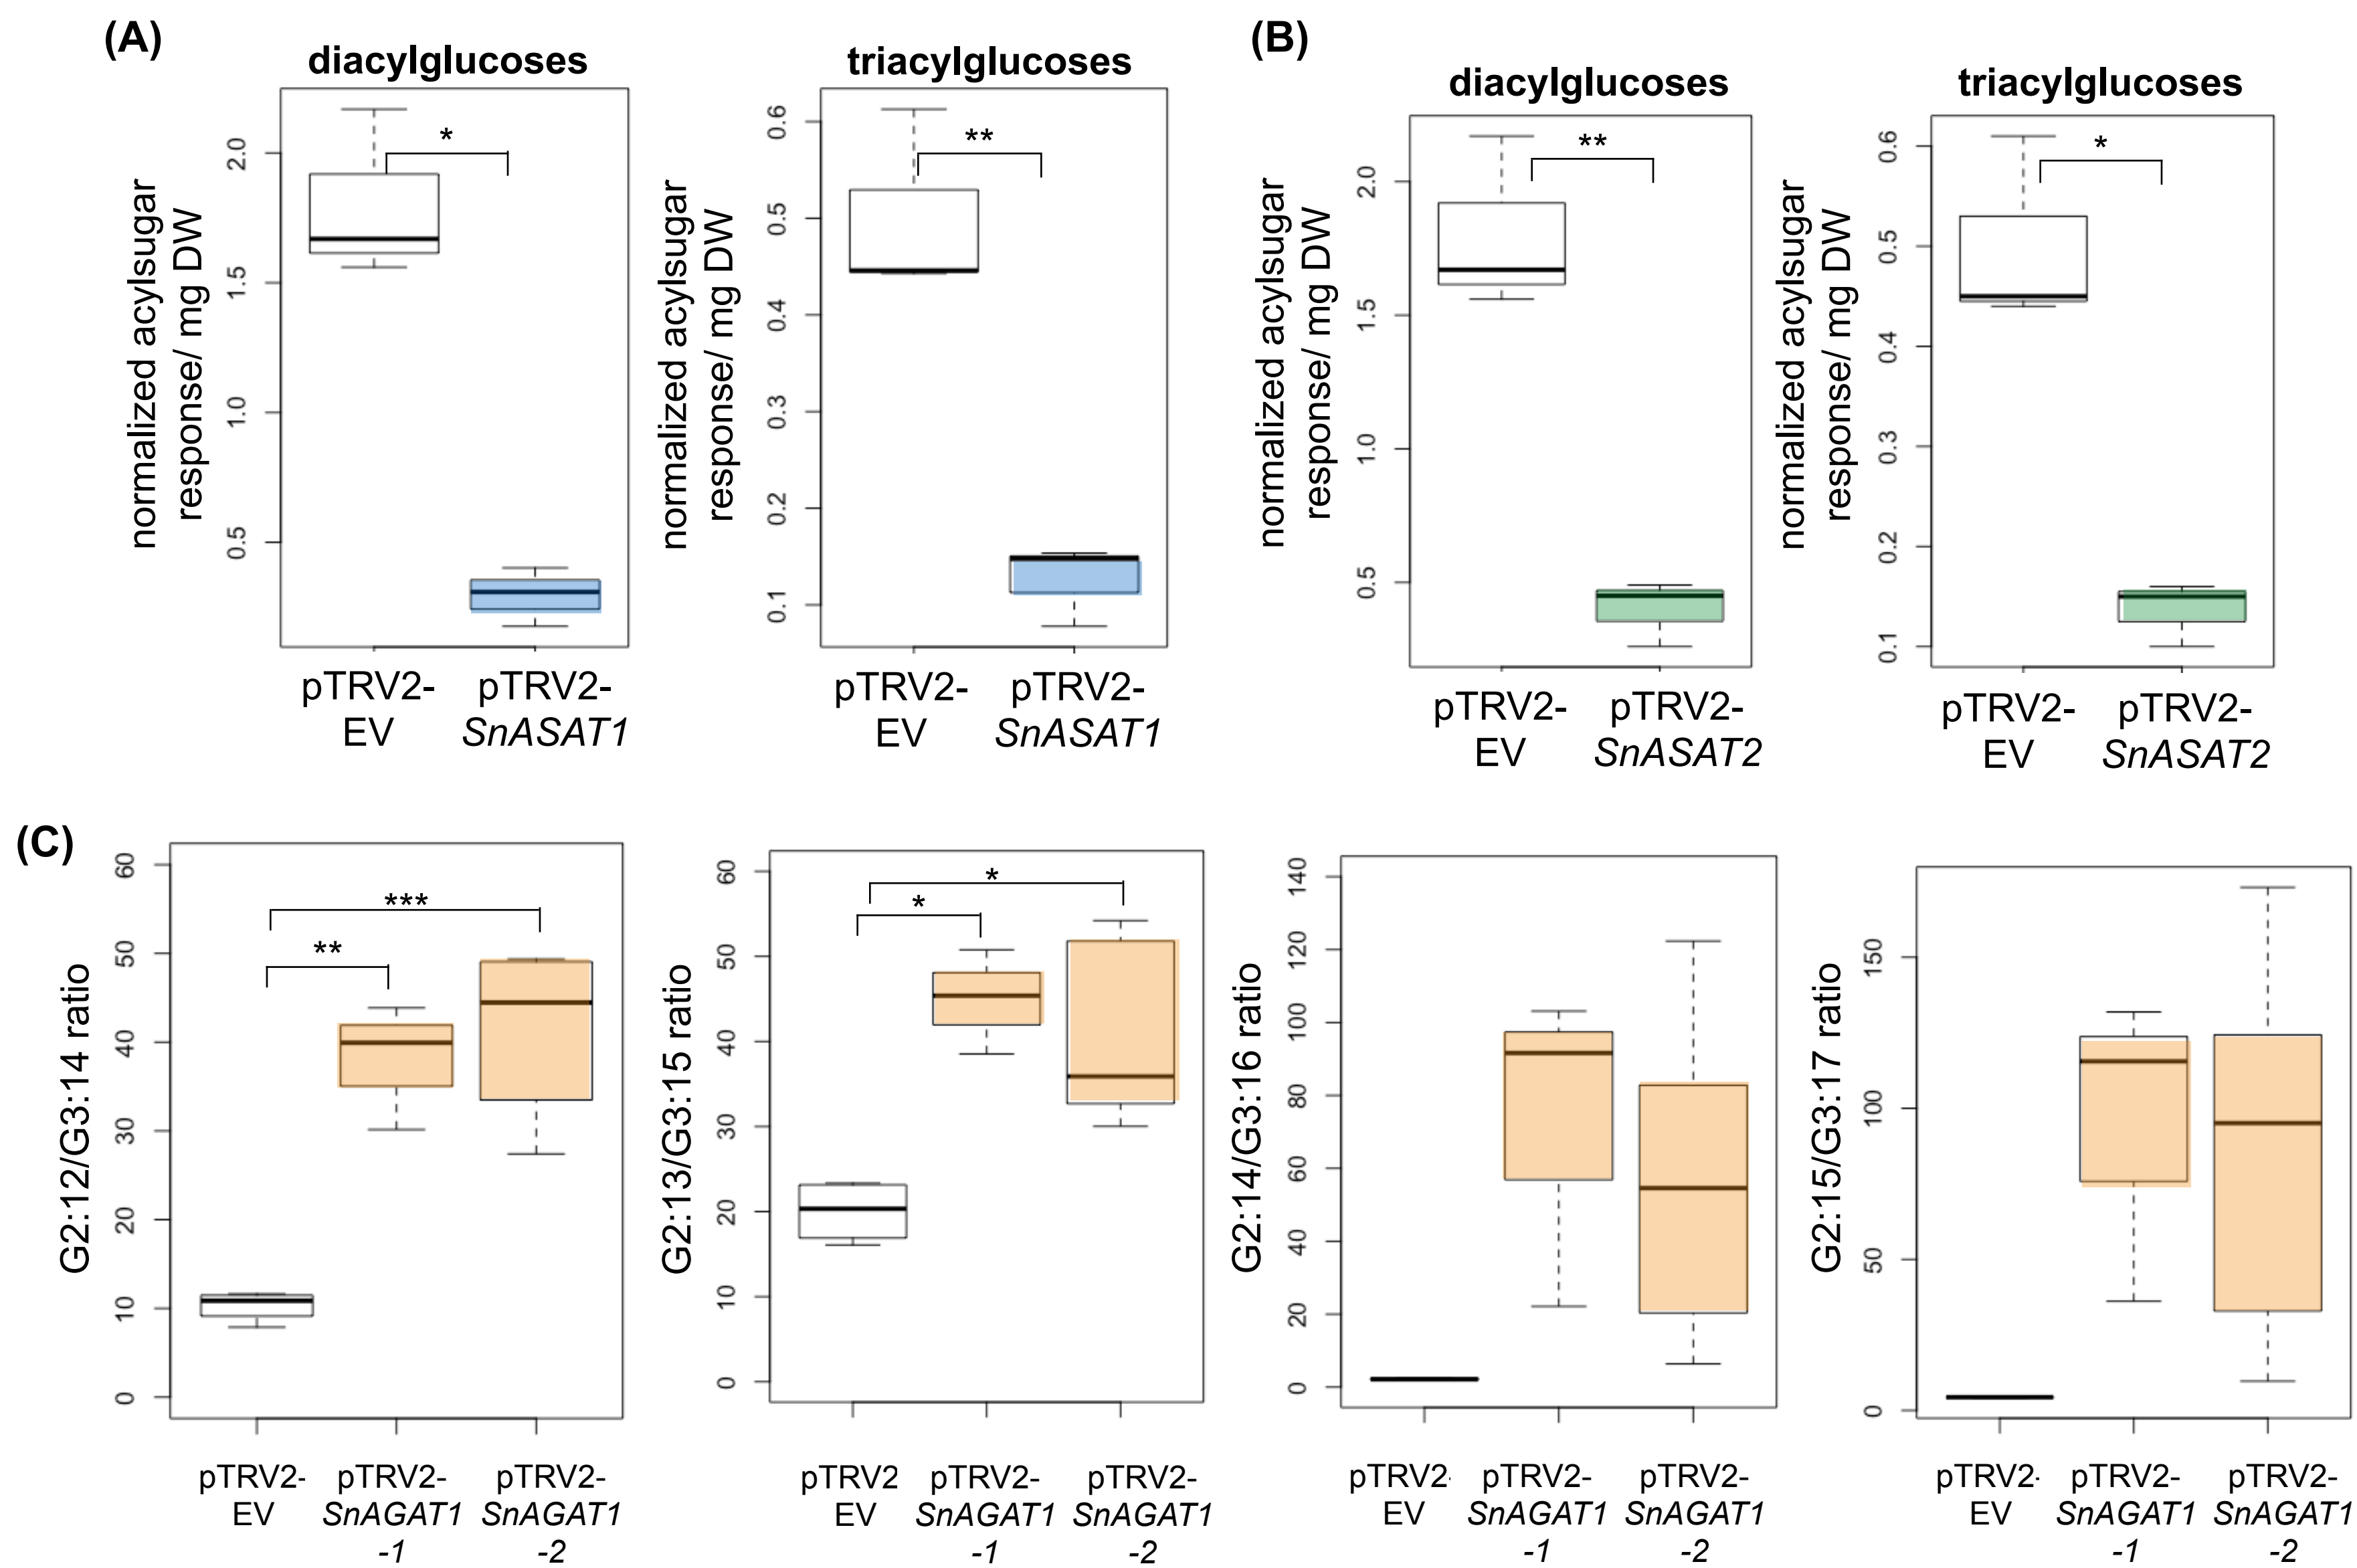 (A)
diacylglucoses
normalized acylsugar
response/ mg DW
2.0
1.5
1.0
0.5
*
pTRV2-
EV
pTRV2-
SnASAT1
triacylglucoses
normalized acylsugar
response/ mg DW
0.6
0.5
0.4
0.3
0.2
0.1
**
pTRV2-
EV
pTRV2-
SnASAT1
(B)
diacylglucoses
normalized acylsugar
response/ mg DW
2.0
1.5
1.0
0.5
**
pTRV2-
EV
pTRV2-
SnASAT2
triacylglucoses
normalized acylsugar
response/ mg DW
0.6
0.5
0.4
0.3
0.2
0.1
*
pTRV2-
EV
pTRV2-
SnASAT2
(C)
G2:12/G3:14 ratio
60
50
40
30
20
10
0
***
**
pTRV2-
EV
pTRV2-
SnAGAT1
-1
pTRV2-
SnAGAT1
-2
G2:13/G3:15 ratio
60
50
40
30
20
10
0
*
*
pTRV2
EV
pTRV2-
SnAGAT1
-1
pTRV2-
SnAGAT1
-2
G2:14/G3:16 ratio
140
120
100
80
60
40
20
0
pTRV2-
EV
pTRV2-
SnAGAT1
-1
pTRV2-
SnAGAT1
-2
G2:15/G3:17 ratio
150
100
50
0
pTRV2-
EV
pTRV2-
SnAGAT1
-1
pTRV2-
SnAGAT1
-2